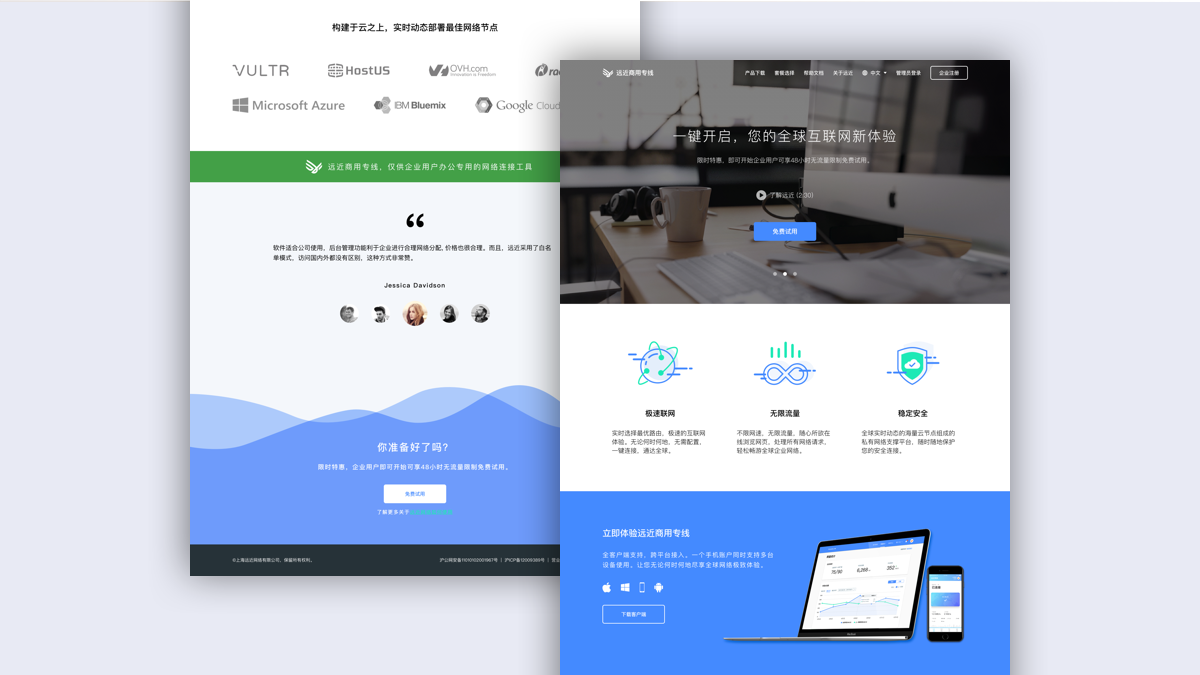 构建于云之上，实时动态部署最佳网络节点
VULTR
HostUS
OVH.com
Innovation is Freedom
Microsoft Azure
IBM Bluemix
Google Cloud
远近商用专线，仅供企业用户办公专用的网络连接工具
软件适合公司使用，后台管理功能利于企业进行合理网络分配, 价格也很合理。而且，远近采用了白名
单模式，访问国内外都没有区别，这种方式非常赞。
Jessica Davidson
你准备好了吗?
限时特惠，企业用户即可开始可享48小时无流量限制免费试用。
免费试用
了解更多关于
©上海远近网络有限公司。保留所有权利。
远近商用专线
产品下载 套餐选择 帮助文档 关于远近 中文 管理员登录 企业注册
一键开启，您的全球互联网新体验
限时特惠，即可开始企业用户可享48小时无流量限制免费试用。
了解远近 (2:30)
免费试用
极速联网
实时选择最优路由，极速的互联网
体验。无论何时何地、无需配置、
一键连接，通达全球。
无限流量
不限网速，无限流量，随心所欲在
线浏览网页、处理所有网络请求，
轻松畅游全球企业网络。
稳定安全
全球实时动态的海量云节点组成的
私有网络支撑平台，随时随地保护
您的安全连接。
立即体验远近商用专线
全客户端支持，跨平台接入。一个手机账户同时支持多台
设备使用。让您无论何时何地尽享全球网络极致体验。
下载客户端